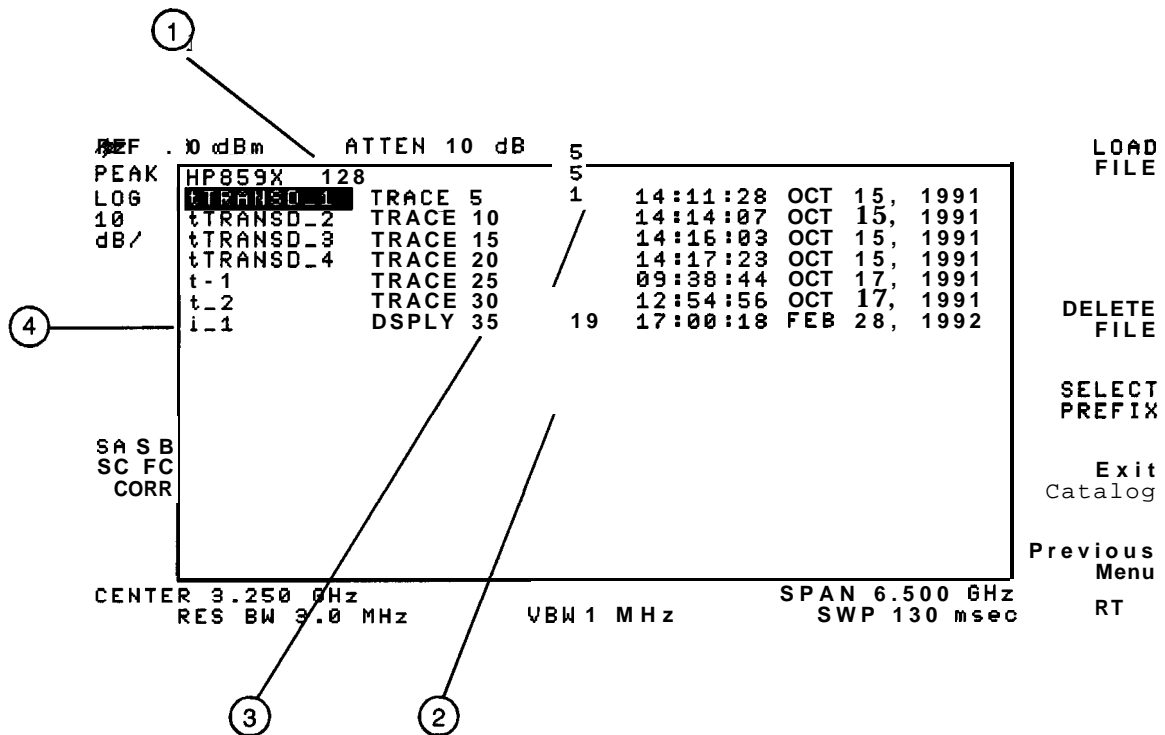 1
REF .0 dBm ATTEN 10 dB
PEAK
LOG
10
dB/
HP859X 128
5
5
tTRANSD_1 TRACE 5 1 14:11:28 OCT 15, 1991
tTRANSD_2 TRACE 10 14:14:07 OCT 15, 1991
tTRANSD_3 TRACE 15 14:16:03 OCT 15, 1991
tTRANSD_4 TRACE 20 14:17:23 OCT 15, 1991
t-1 TRACE 25 09:38:44 OCT 17, 1991
t_2 TRACE 30 12:54:56 OCT 17, 1991
i_1 DSPLY 35 19 17:00:18 FEB 28, 1992
4
SA SB
SC FC
CORR
LOAD
FILE
DELETE
FILE
SELECT
PREFIX
Exit
Catalog
Previous
Menu
RT
CENTER 3.250 GHz SPAN 6.500 GHz
RES BW 3.0 MHz VBW 1 MHz SWP 130 msec
3
2